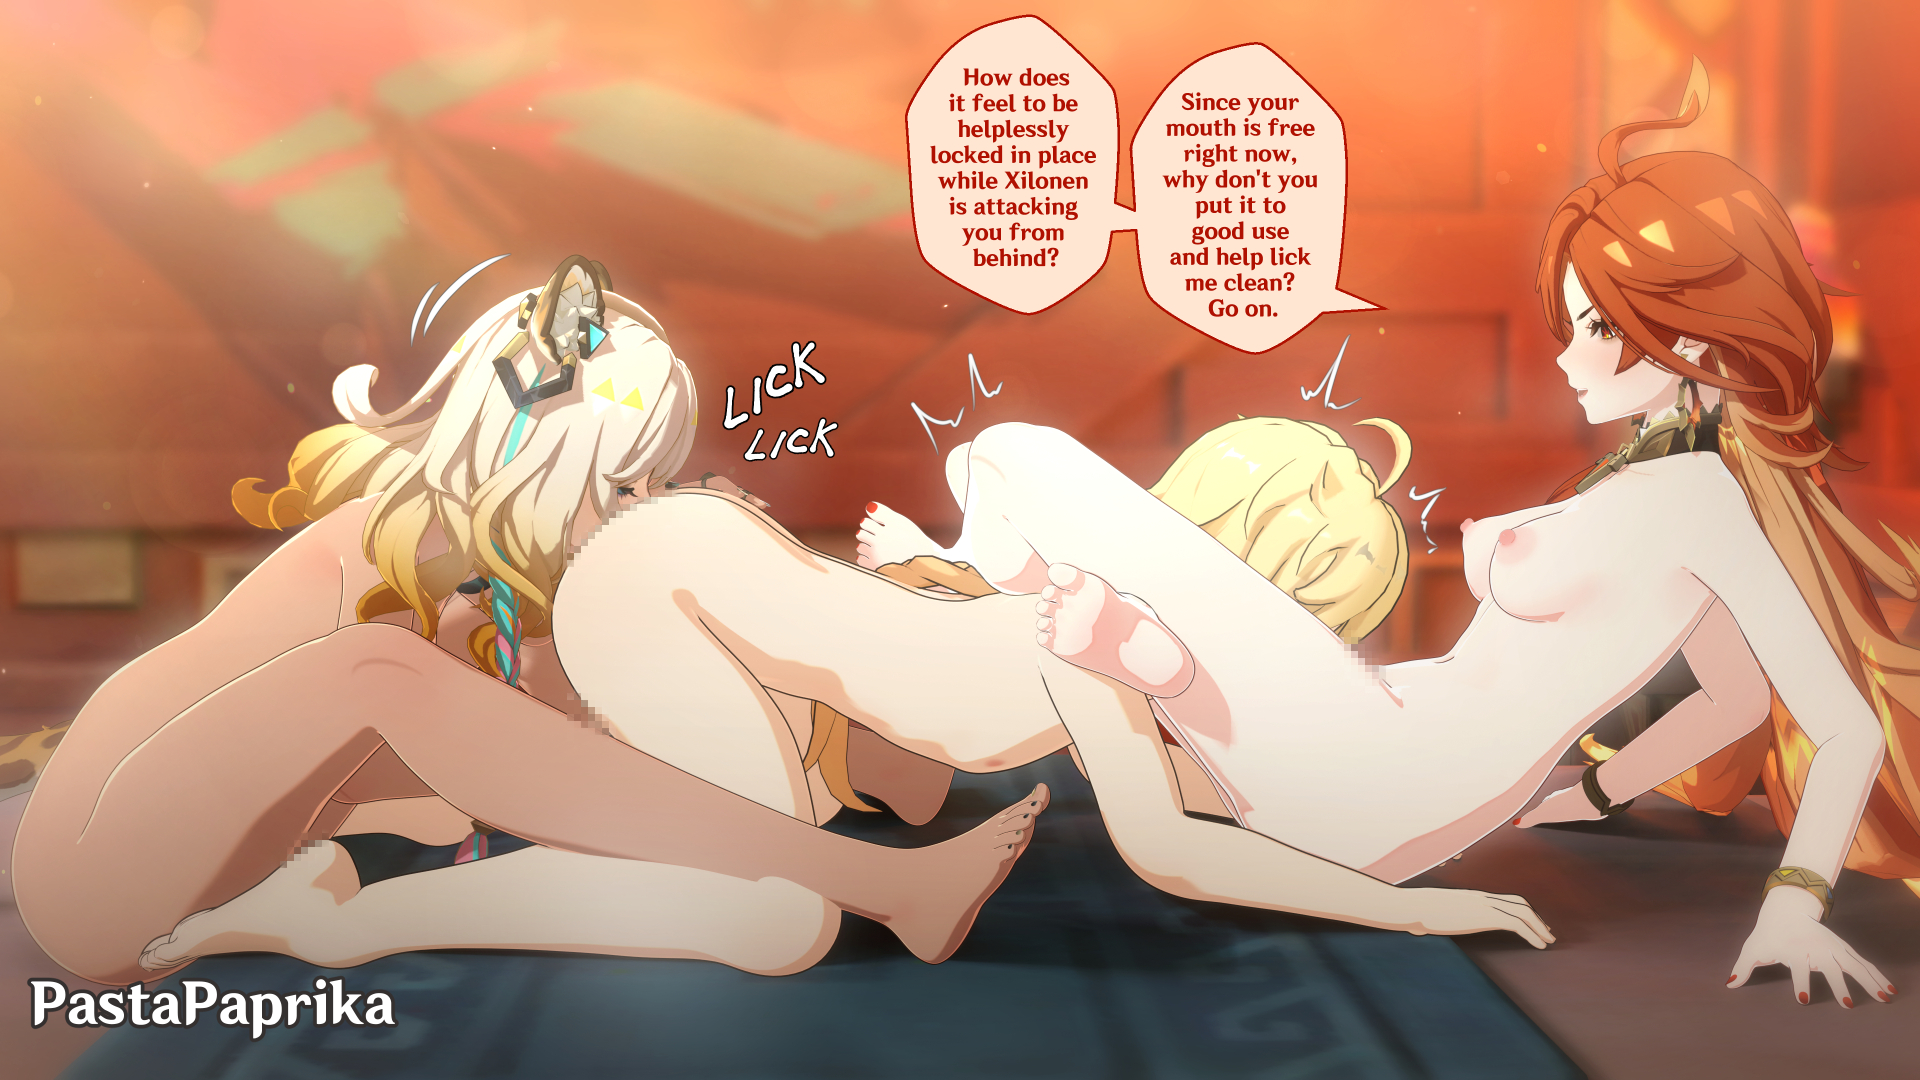 How does
it feel to be
helplessly
locked in place
while Xilonen
is attacking
you from
behind?
Since your
mouth is free
right now,
why don't you
put it to
good use
and help lick
me clean?
Go on.
LICK
LICK
PastaPaprika